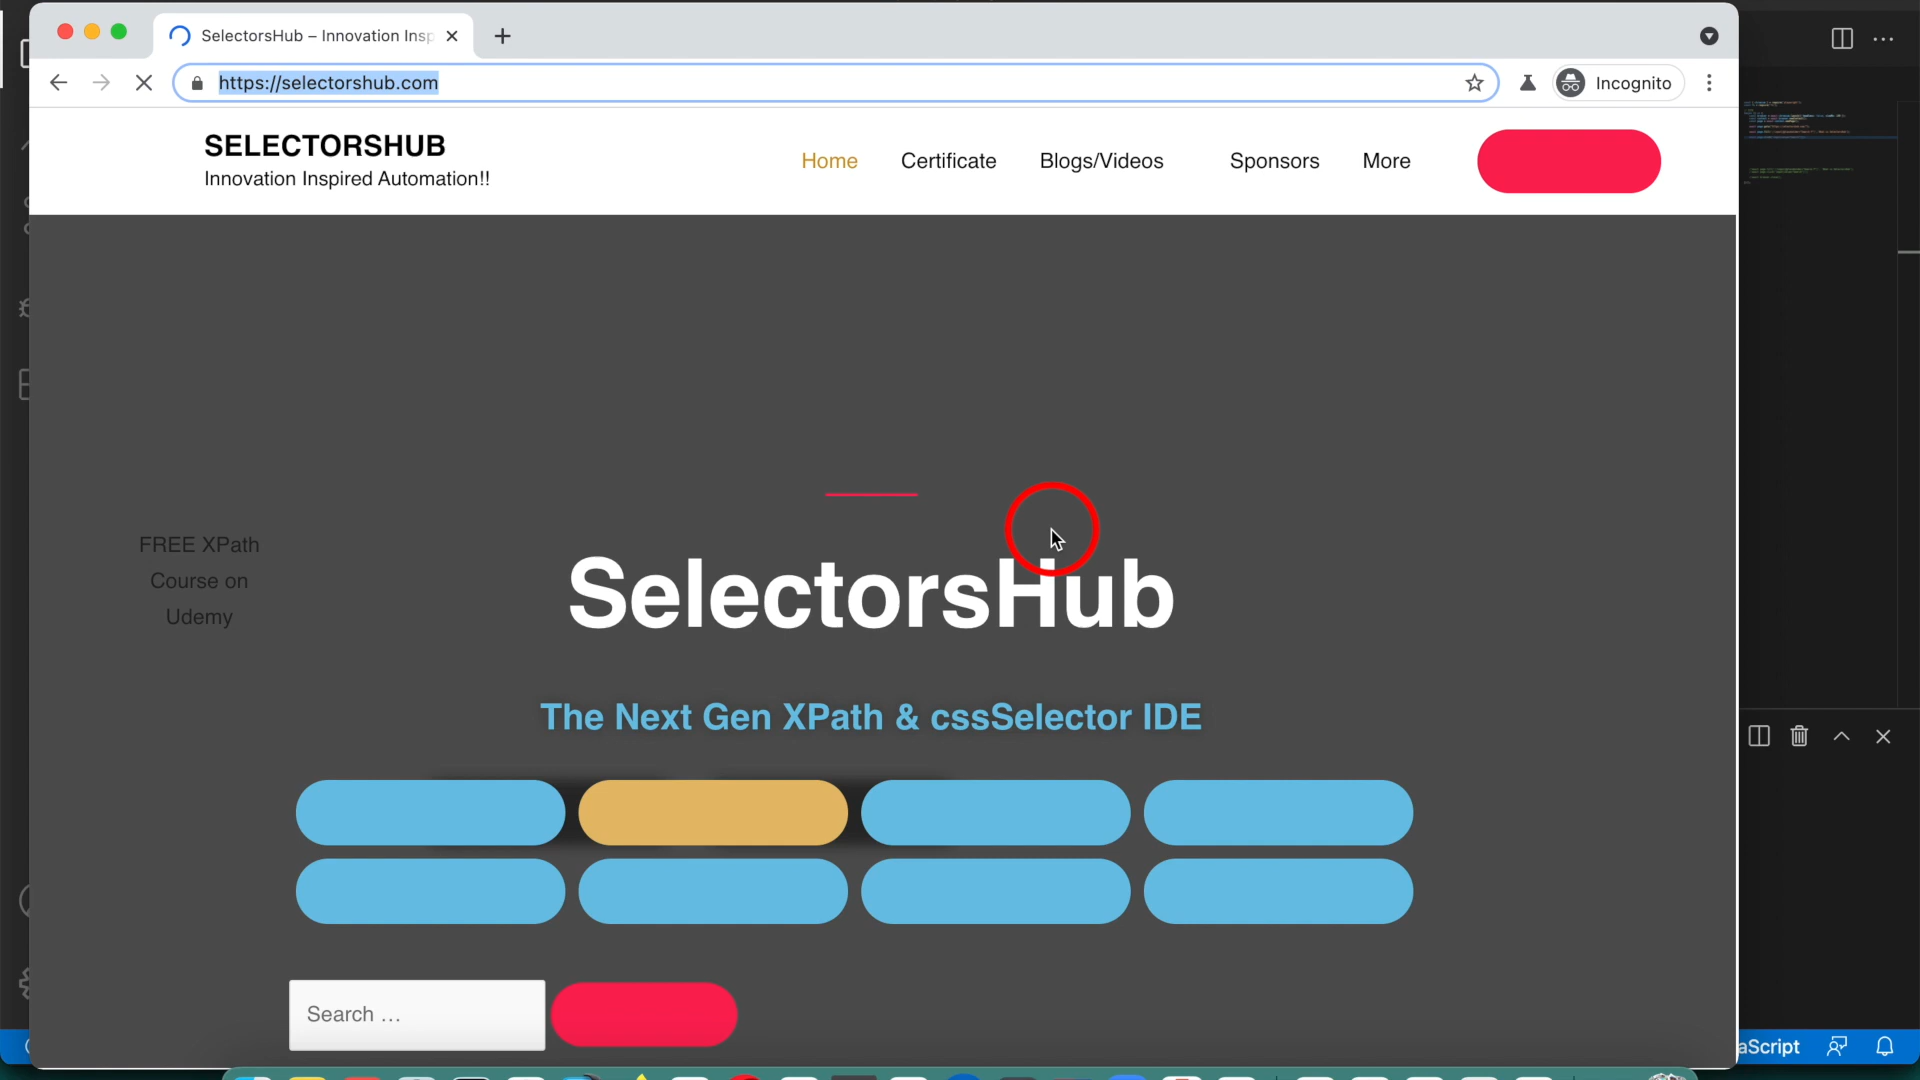 SelectorsHub – Innovation Insp
https://selectorshub.com
Incognito
SELECTORSHUB
Innovation Inspired Automation!!
Home
Certificate
Blogs/Videos
Sponsors
More
FREE XPath
Course on
Udemy
SelectorsHub
The Next Gen XPath & cssSelector IDE
Search …
aScript